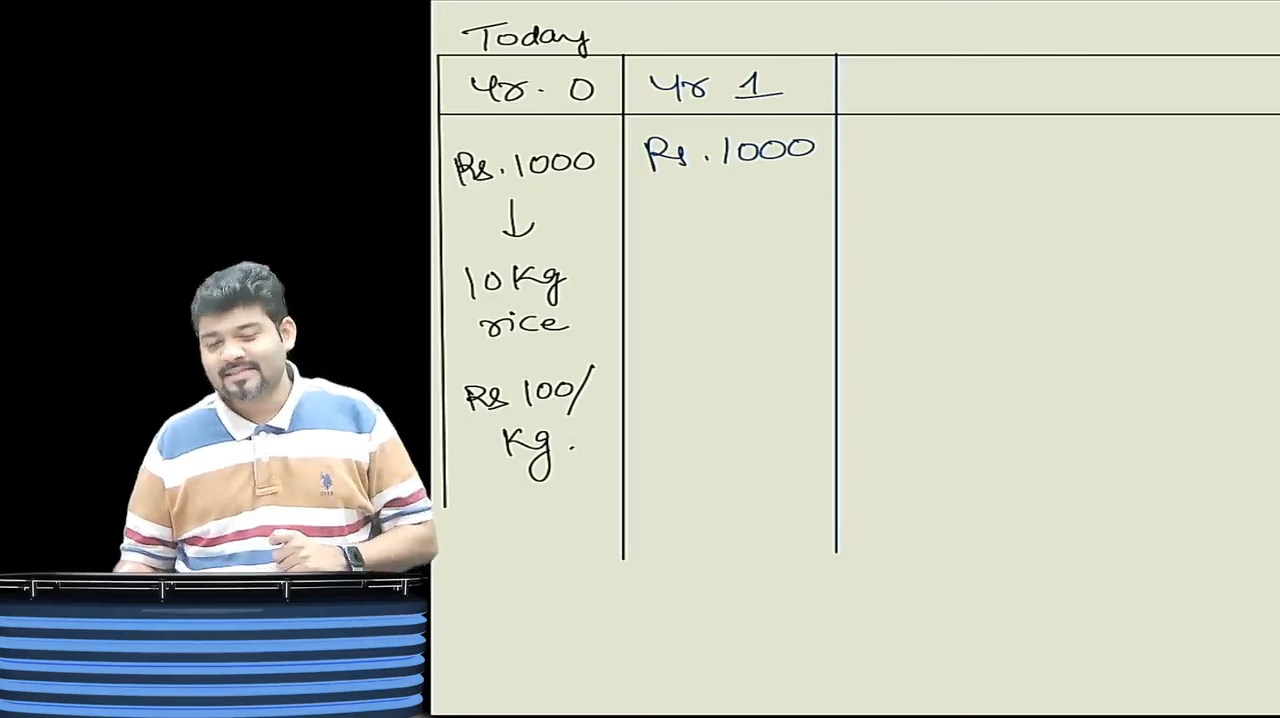 Today
Yr. 0
Yr 1
Rs. 1000
Rs. 1000
↓
10 Kg
rice
Rs 100/
Kg.